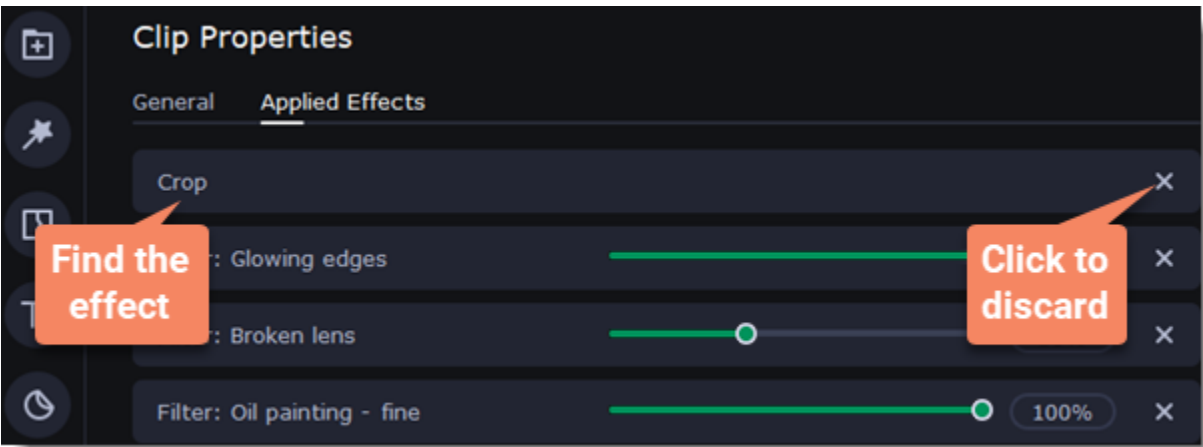 Clip Properties
General Applied Effects
Crop
Find the
effect
Click to
discard
: Glowing edges
: Broken lens
Filter: Oil painting - fine 100%